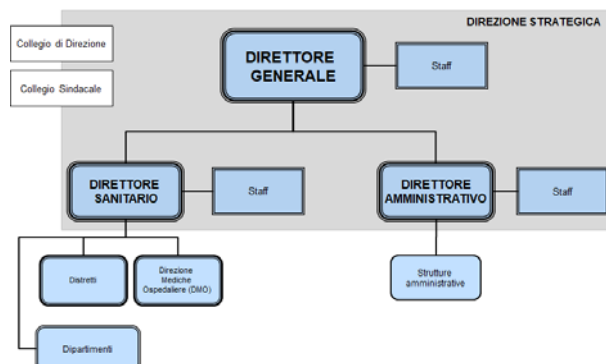 DIREZIONE STRATEGICA
Collegio di Direzione
Collegio Sindacale
DIRETTORE
GENERALE
Staff
DIRETTORE
SANITARIO
Staff
DIRETTORE
AMMINISTRATIVO
Staff
Distretti
Direzione
Mediche
Ospedaliere (DMO)
Strutture
amministrative
Dipartimenti